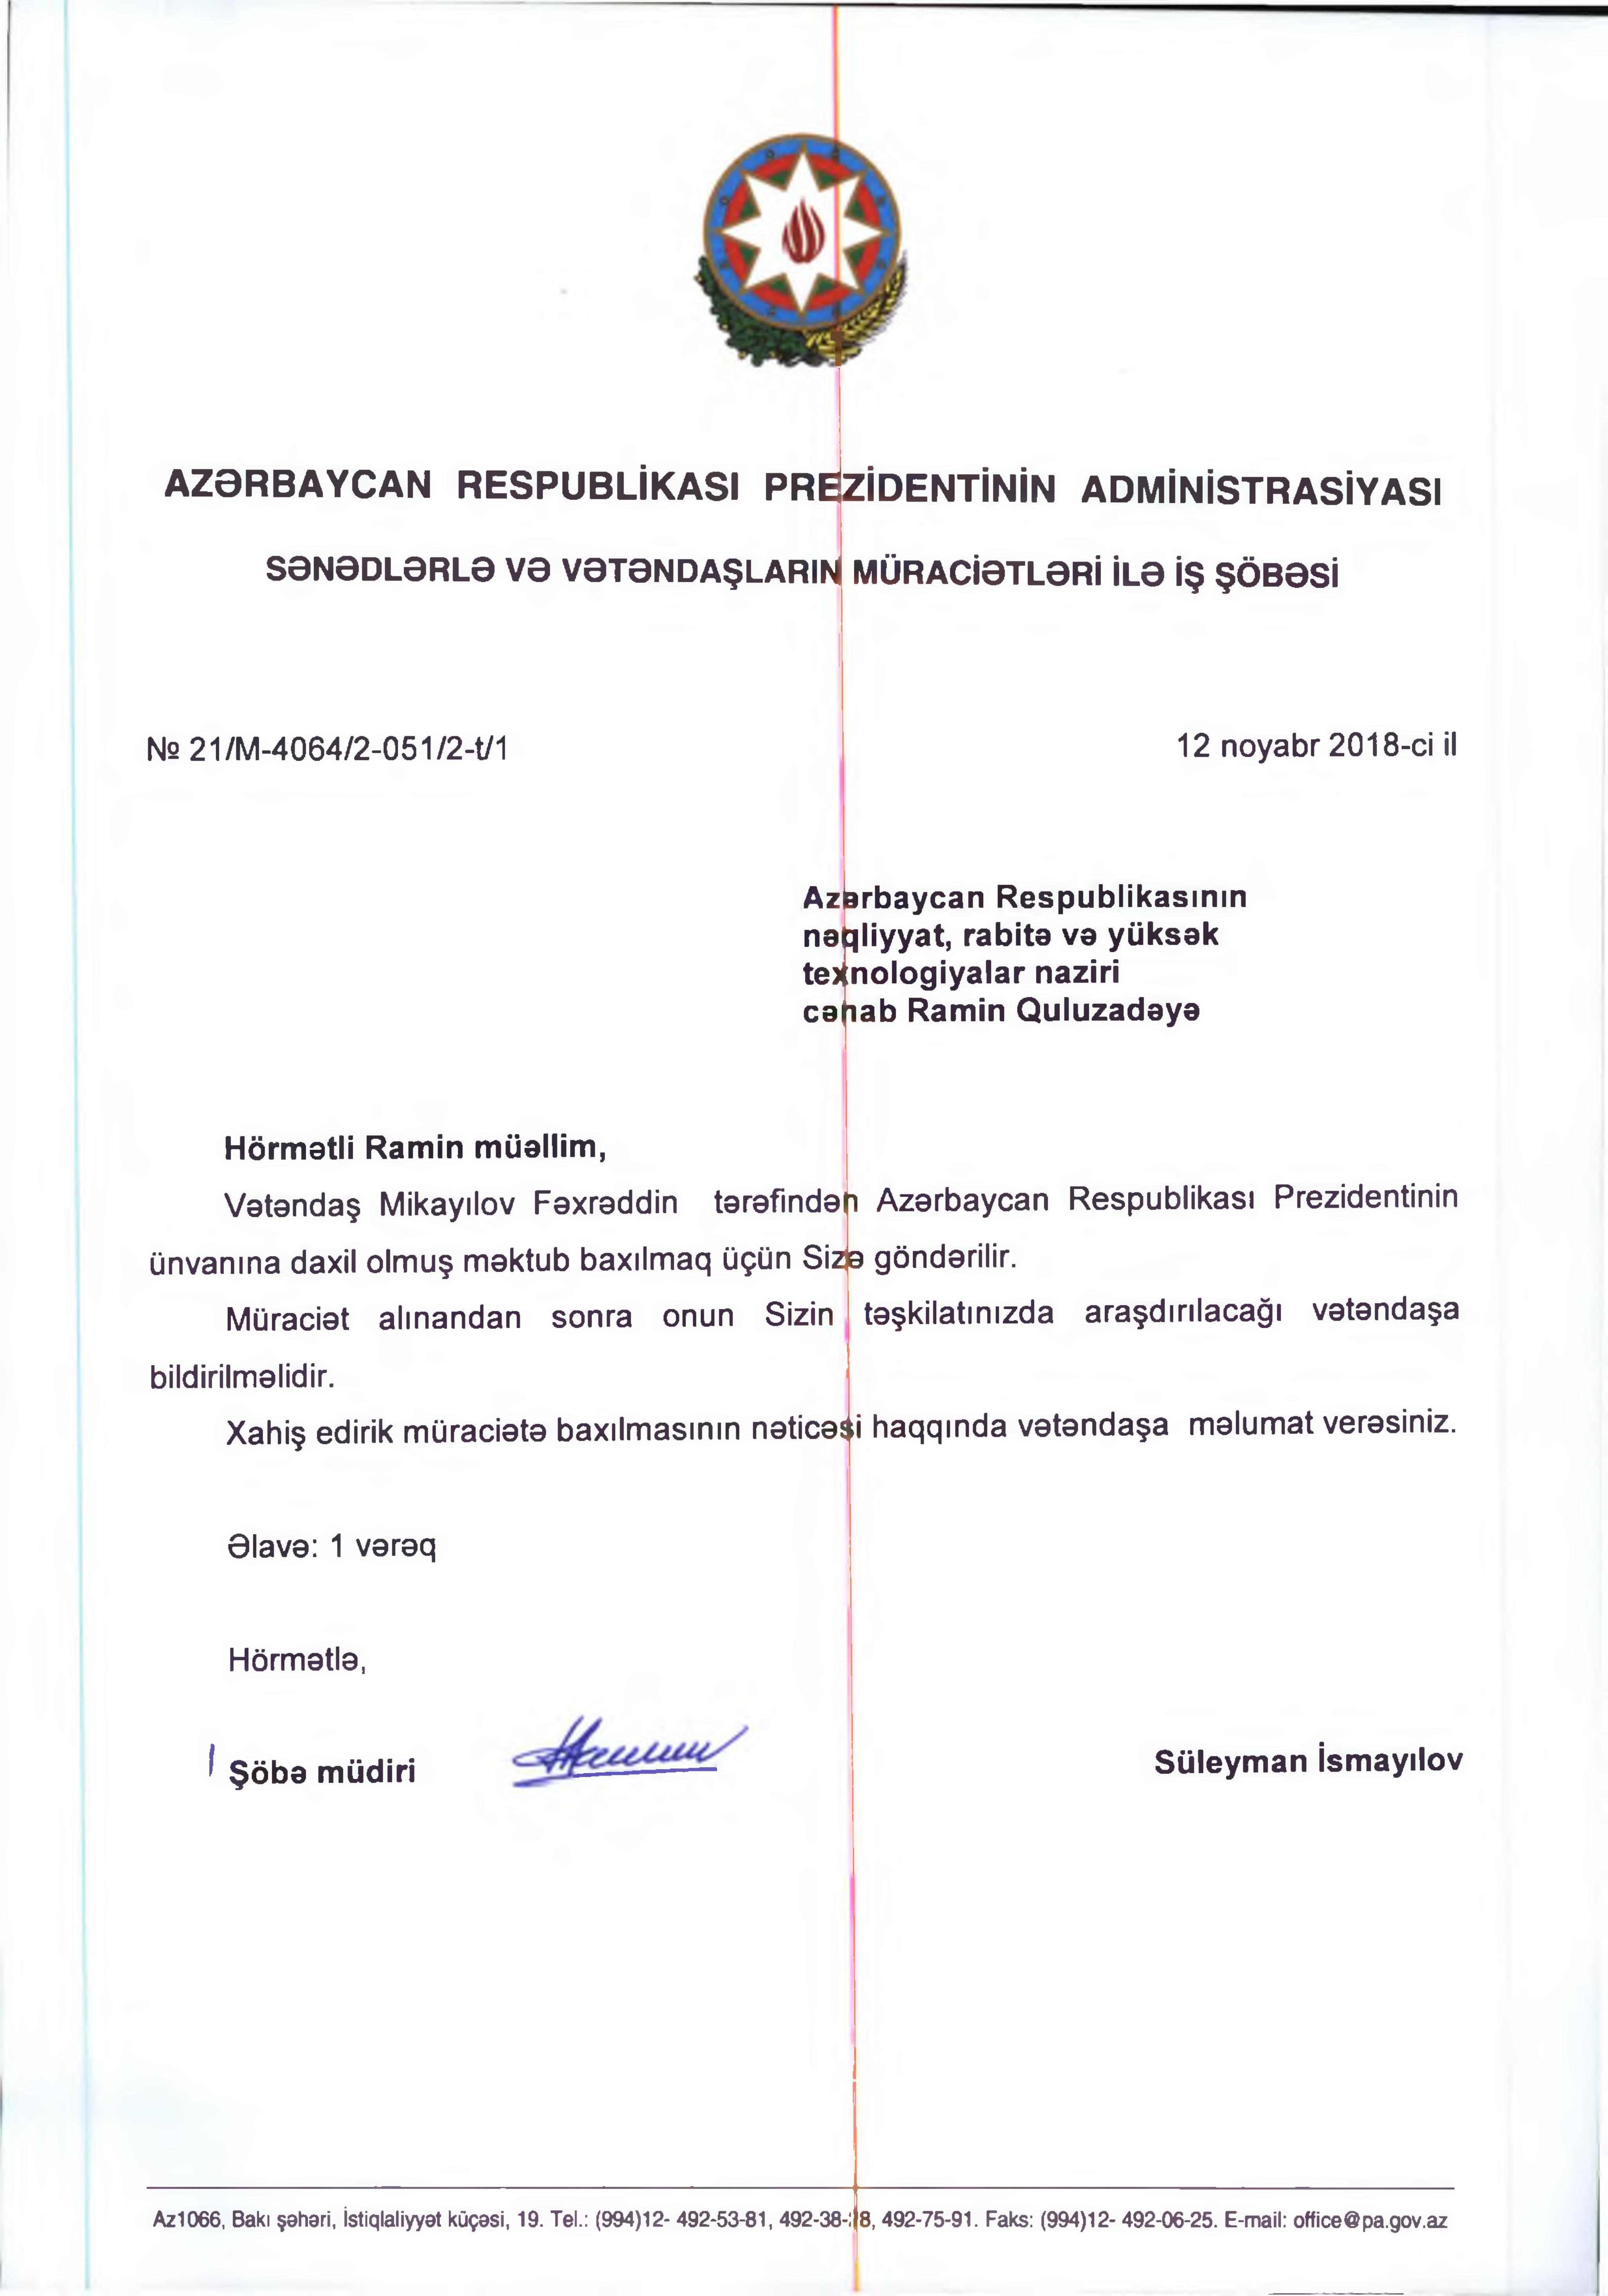 AZƏRBAYCAN RESPUBLİKASI PREZİDENTİNİN ADMİNİSTRASİYASI
SƏNƏDLƏRLƏ VƏ VƏTƏNDAŞLARIN MÜRACİƏTLƏRİ İLƏ İŞ ŞÖBƏSİ
№ 21/M-4064/2-051/2-t/1
12 noyabr 2018-ci il
Azərbaycan Respublikasının
nəqliyyat, rabitə və yüksək
texnologiyalar naziri
cənab Ramin Quluzadəyə
Hörmətli Ramin müəllim,
Vətəndaş Mikayılov Fəxrəddin tərəfindən Azərbaycan Respublikası Prezidentinin
ünvanına daxil olmuş məktub baxılmaq üçün Sizə göndərilir.
Müraciət alınandan sonra onun Sizin təşkilatınızda araşdırılacağı vətəndaşa
bildirilməlidir.
Xahiş edirik müraciətə baxılmasının nəticəsi haqqında vətəndaşa məlumat verəsiniz.
Əlavə: 1 vərəq
Hörmətlə,
Şöbə müdiri
Süleyman İsmayılov
Az1066, Bakı şəhəri, İstiqlaliyyət küçəsi, 19. Tel.: (994)12- 492-53-81, 492-75-91. Faks: (994)12- 492-06-25. E-mail: office@pa.gov.az